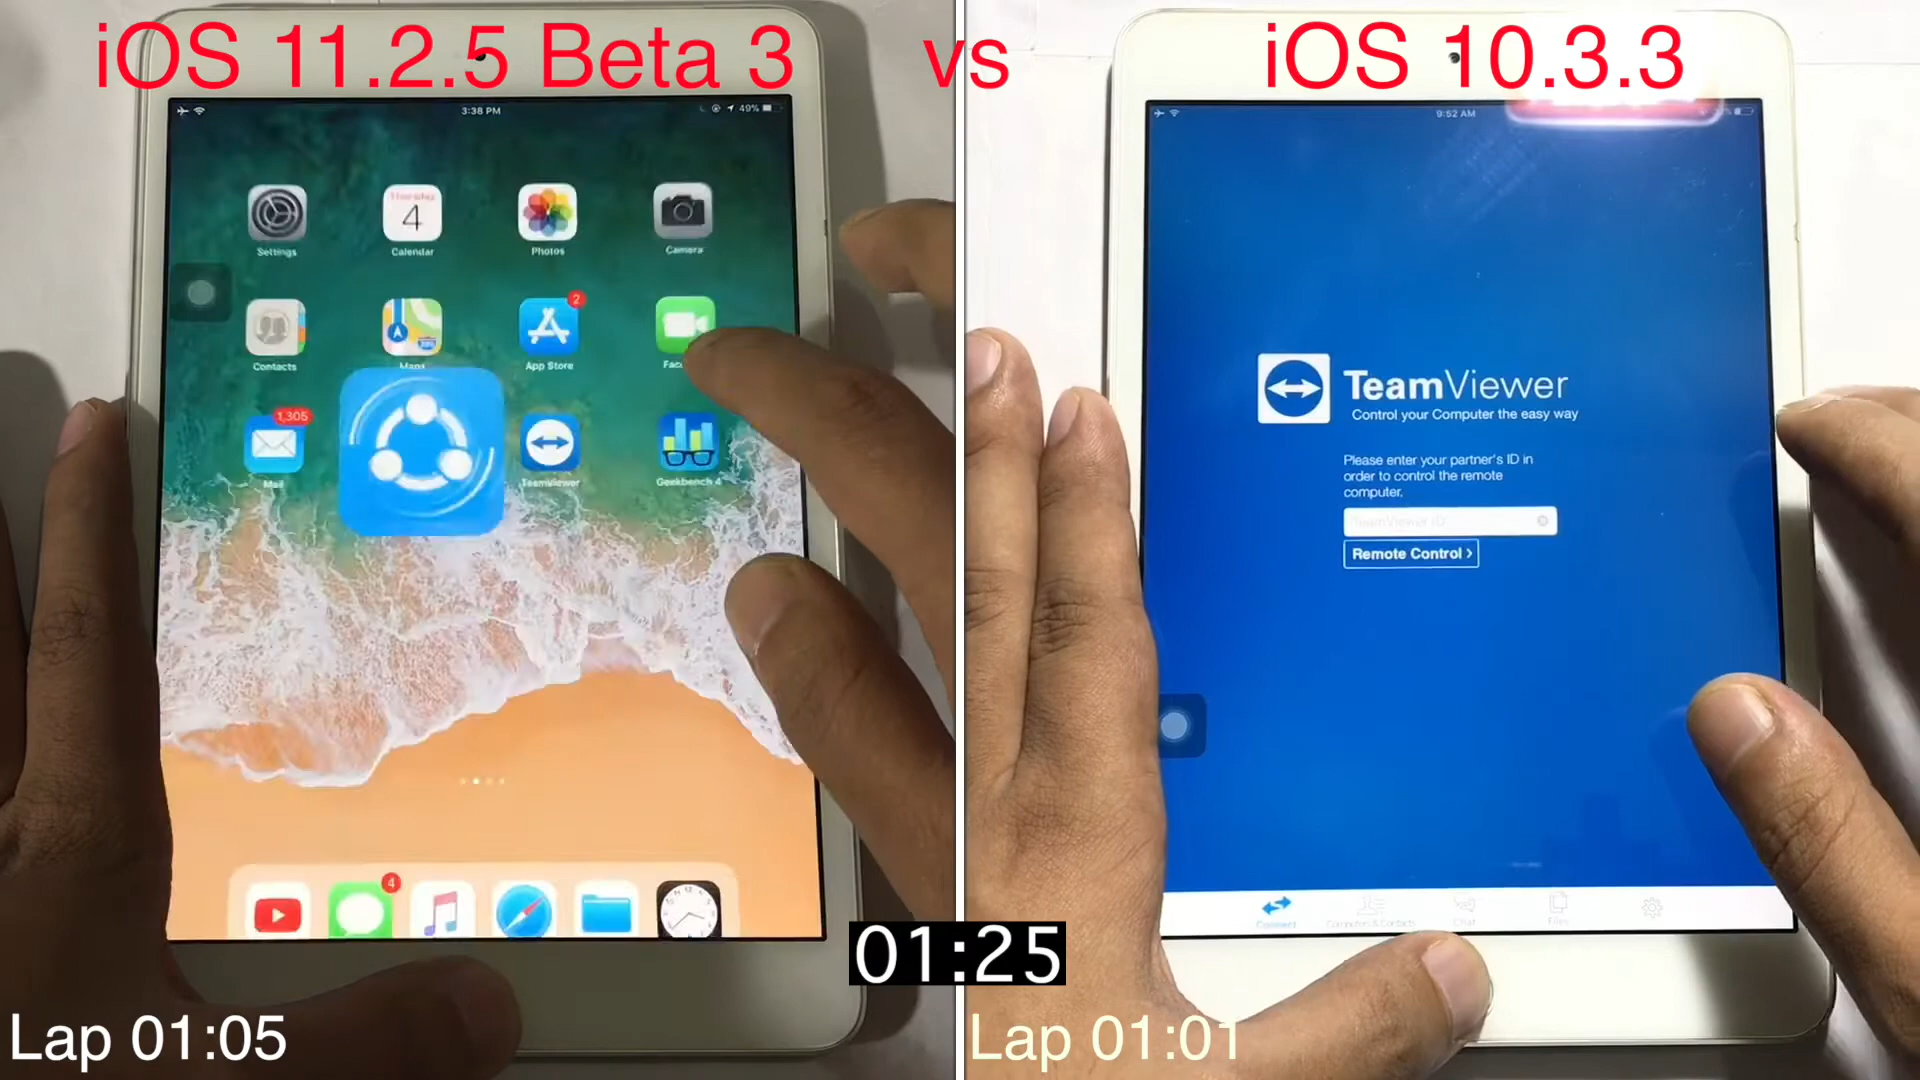 iOS 11.2.5 Beta 3 vs iOS 10.3.3
3:38 PM
49%
Settings
4
Calendar
Photos
Camera
2
Contacts
Maps
App Store
1,305
Mail
TeamViewer
Geekbench 4
4
Lap 01:05
01:25
9:52 AM
TeamViewer
Control your Computer the easy way
Please enter your partner's ID in
order to control the remote
computer.
TeamViewer ID
Remote Control >
Connect
Computers & Contacts
Chat
Files
Lap 01:01